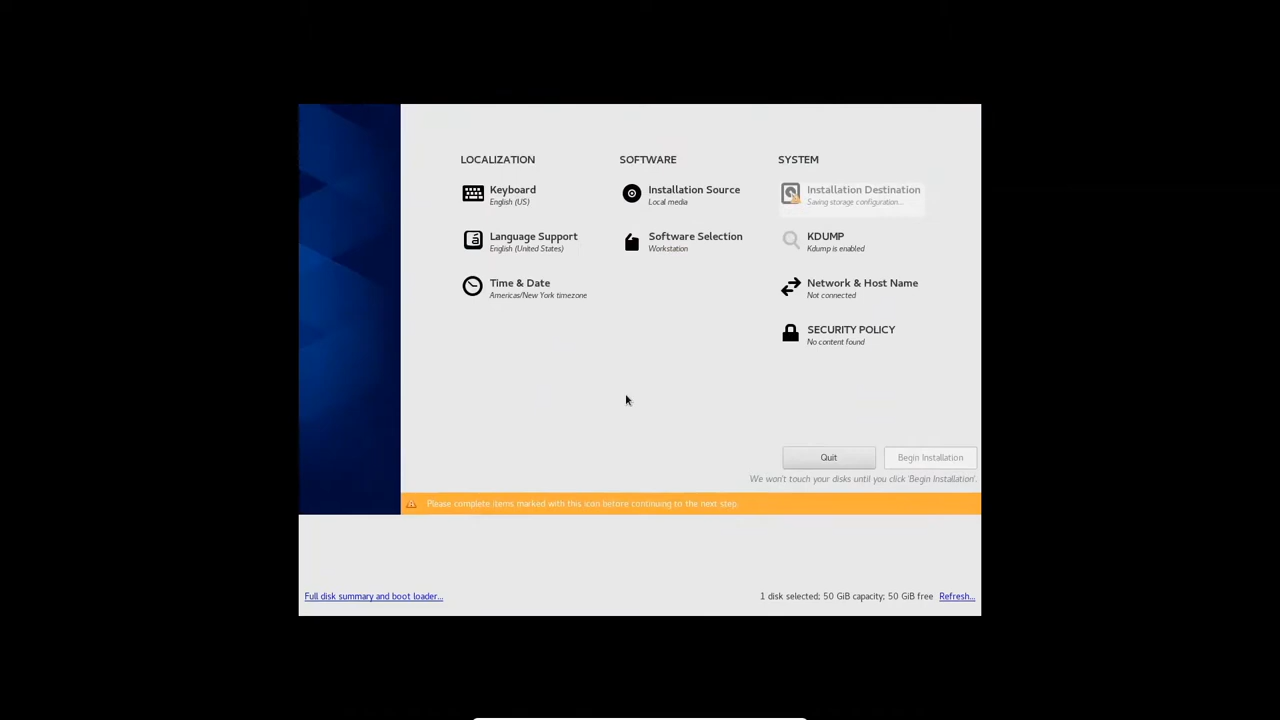 LOCALIZATION
Keyboard
English (US)
Language Support
English (United States)
Time & Date
Americas/New York timezone
SOFTWARE
Installation Source
Local media
Software Selection
Workstation
SYSTEM
Installation Destination
Saving storage configuration...
KDUMP
Kdump is enabled
Network & Host Name
Not connected
SECURITY POLICY
No content found
Quit
Begin Installation
We won't touch your disks until you click 'Begin Installation'.
Please complete items marked with this icon before continuing to the next step.
Full disk summary and boot loader...
1 disk selected; 50 GiB capacity; 50 GiB free Refresh...